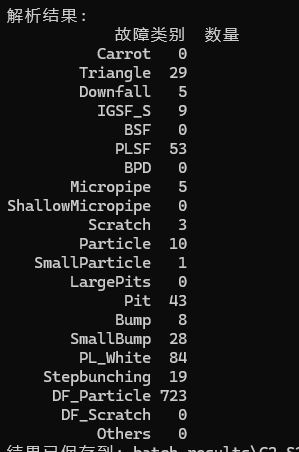 解析结果:
故障类别 数量
Carrot 0
Triangle 29
Downfall 5
IGSF_S 9
BSF 0
PLSF 53
BPD 0
Micropipe 5
ShallowMicropipe 0
Scratch 3
Particle 10
SmallParticle 1
LargePits 0
Pit 43
Bump 8
SmallBump 28
PL_White 84
Stepbunching 19
DF_Particle 723
DF_Scratch 0
Others 0
结果已保存到: batch_results\C2_S